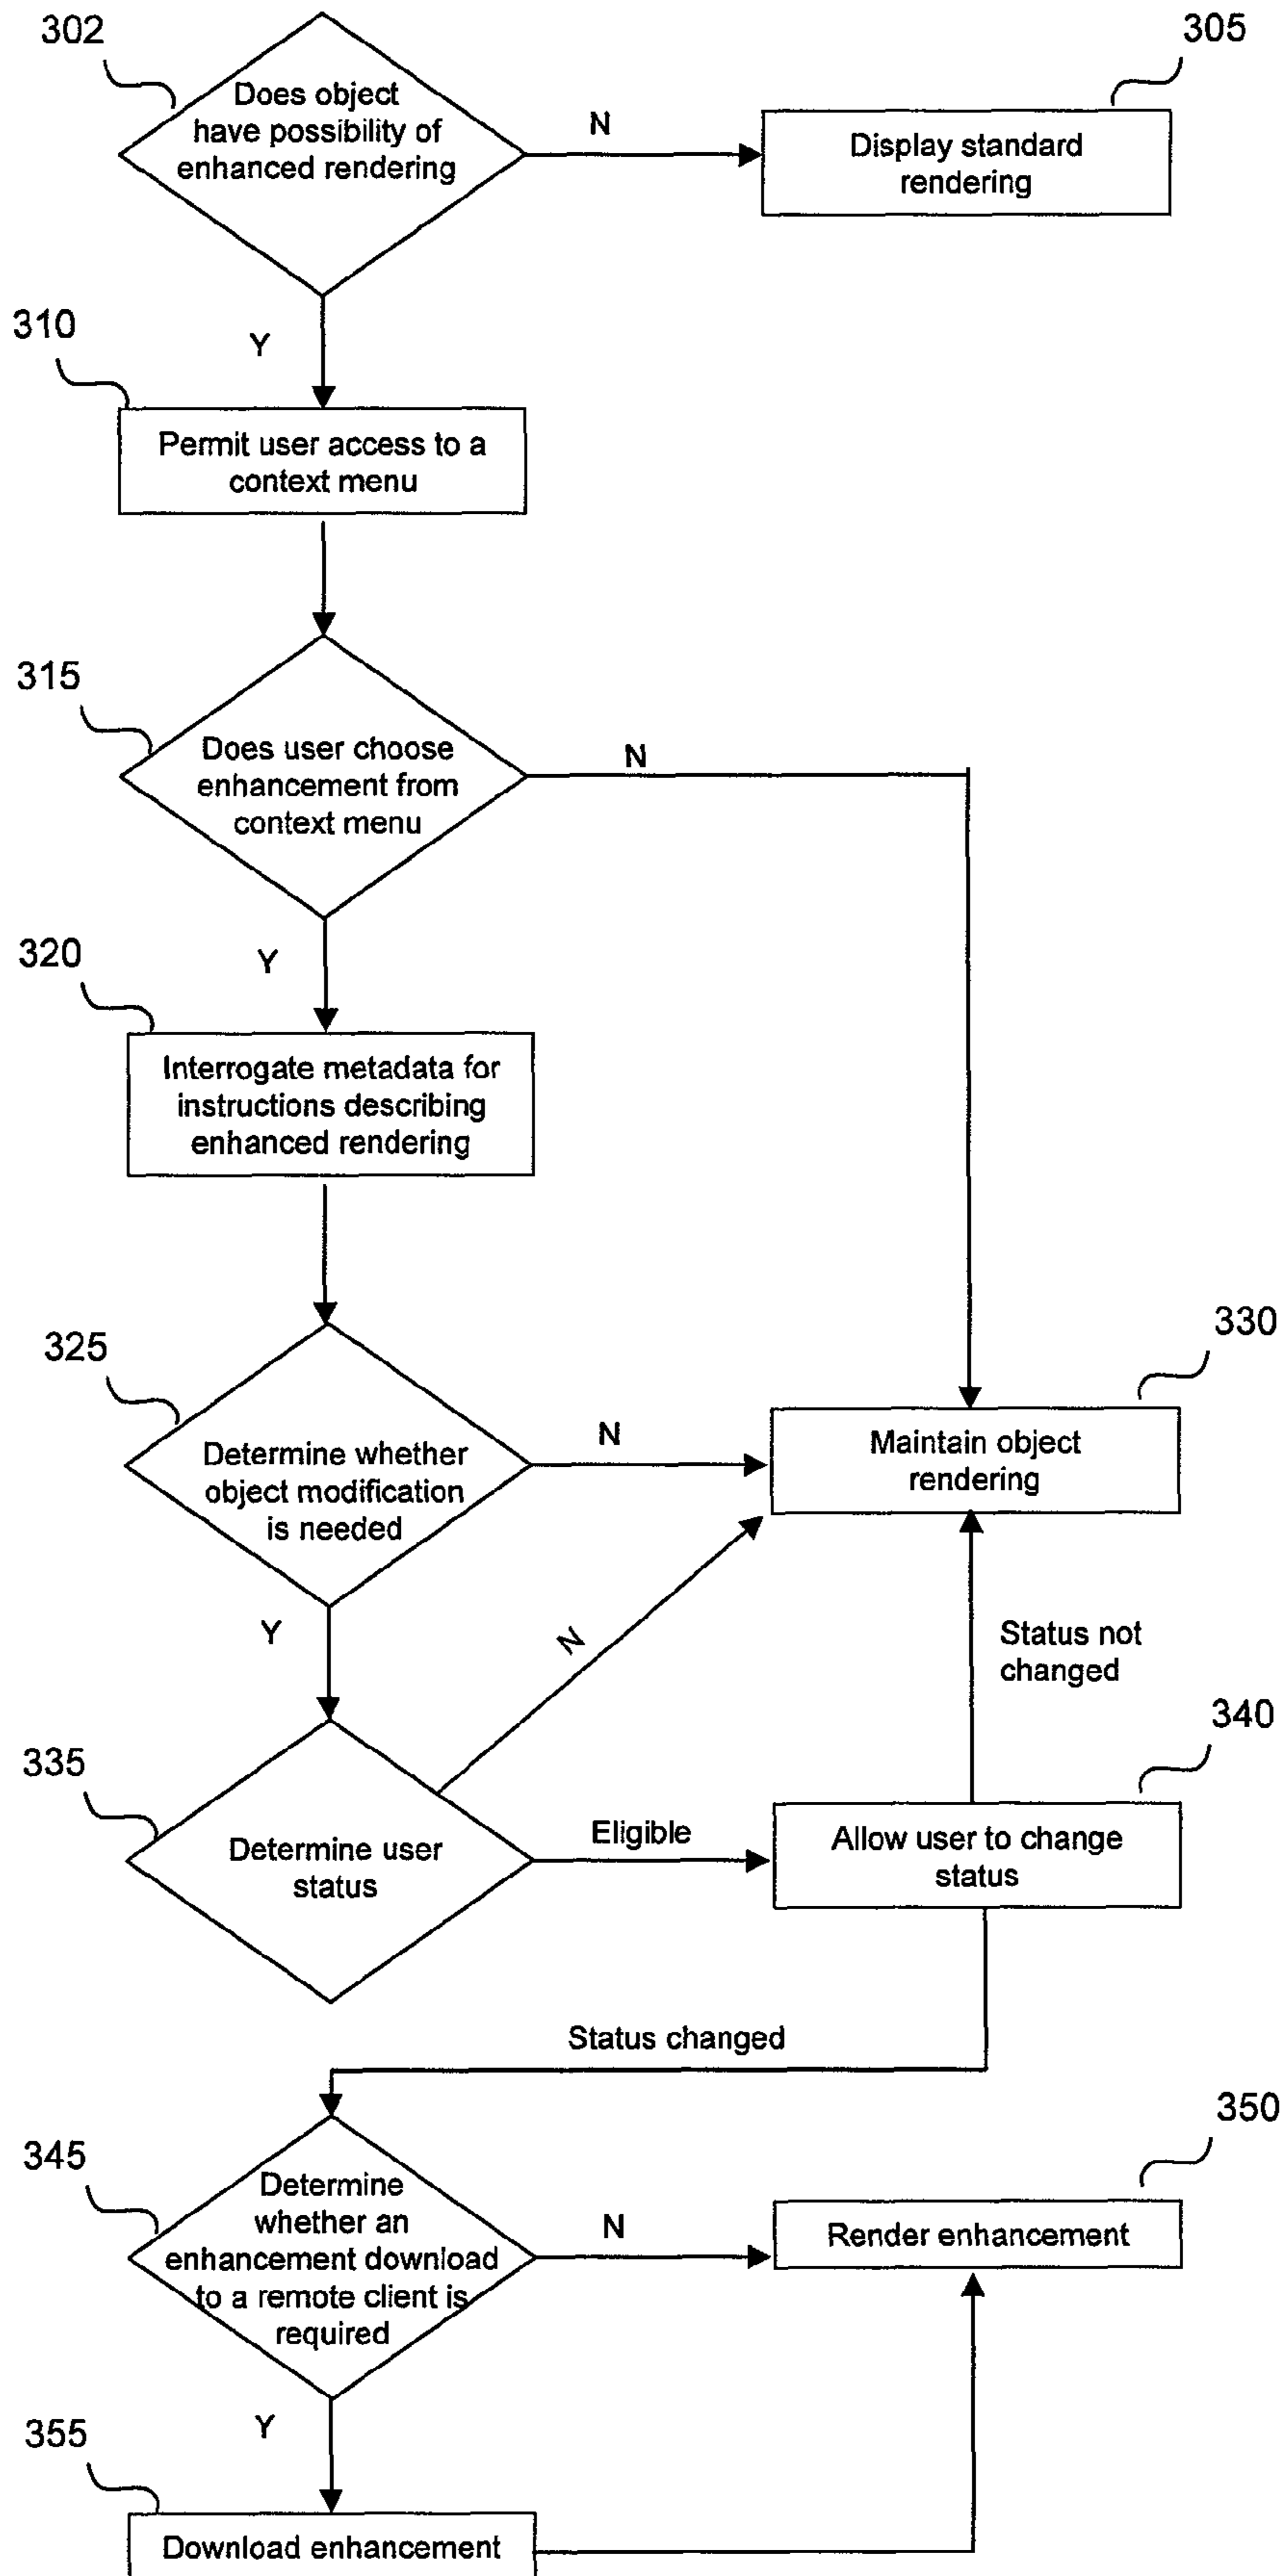 302
305
Does object
have possibility of
enhanced rendering
N
Display standard
rendering
310
Y
Permit user access to a
context menu
315
Does user choose
enhancement from
context menu
N
320
Y
Interrogate metadata for
instructions describing
enhanced rendering
325
330
Determine whether
object modification
is needed
N
Maintain object
rendering
Y
N
Status not
changed
335
340
Determine user
status
Eligible
Allow user to change
status
Status changed
345
350
Determine
whether an
enhancement download
to a remote client is
required
N
Render enhancement
Y
355
Download enhancement